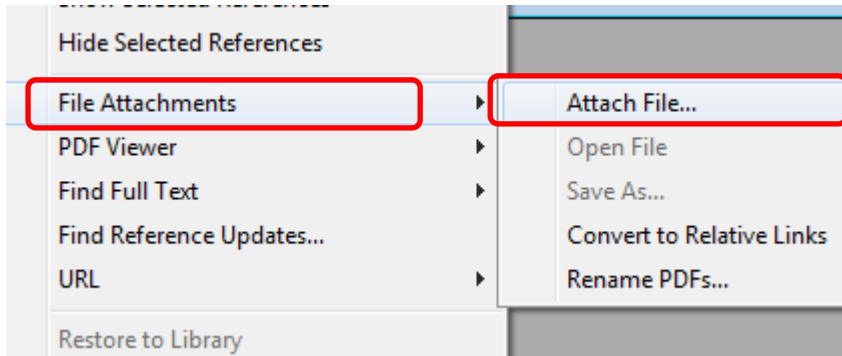 Hide Selected References
File Attachments
PDF Viewer
Find Full Text
Find Reference Updates...
URL
Restore to Library
Attach File...
Open File
Save As...
Convert to Relative Links
Rename PDFs...